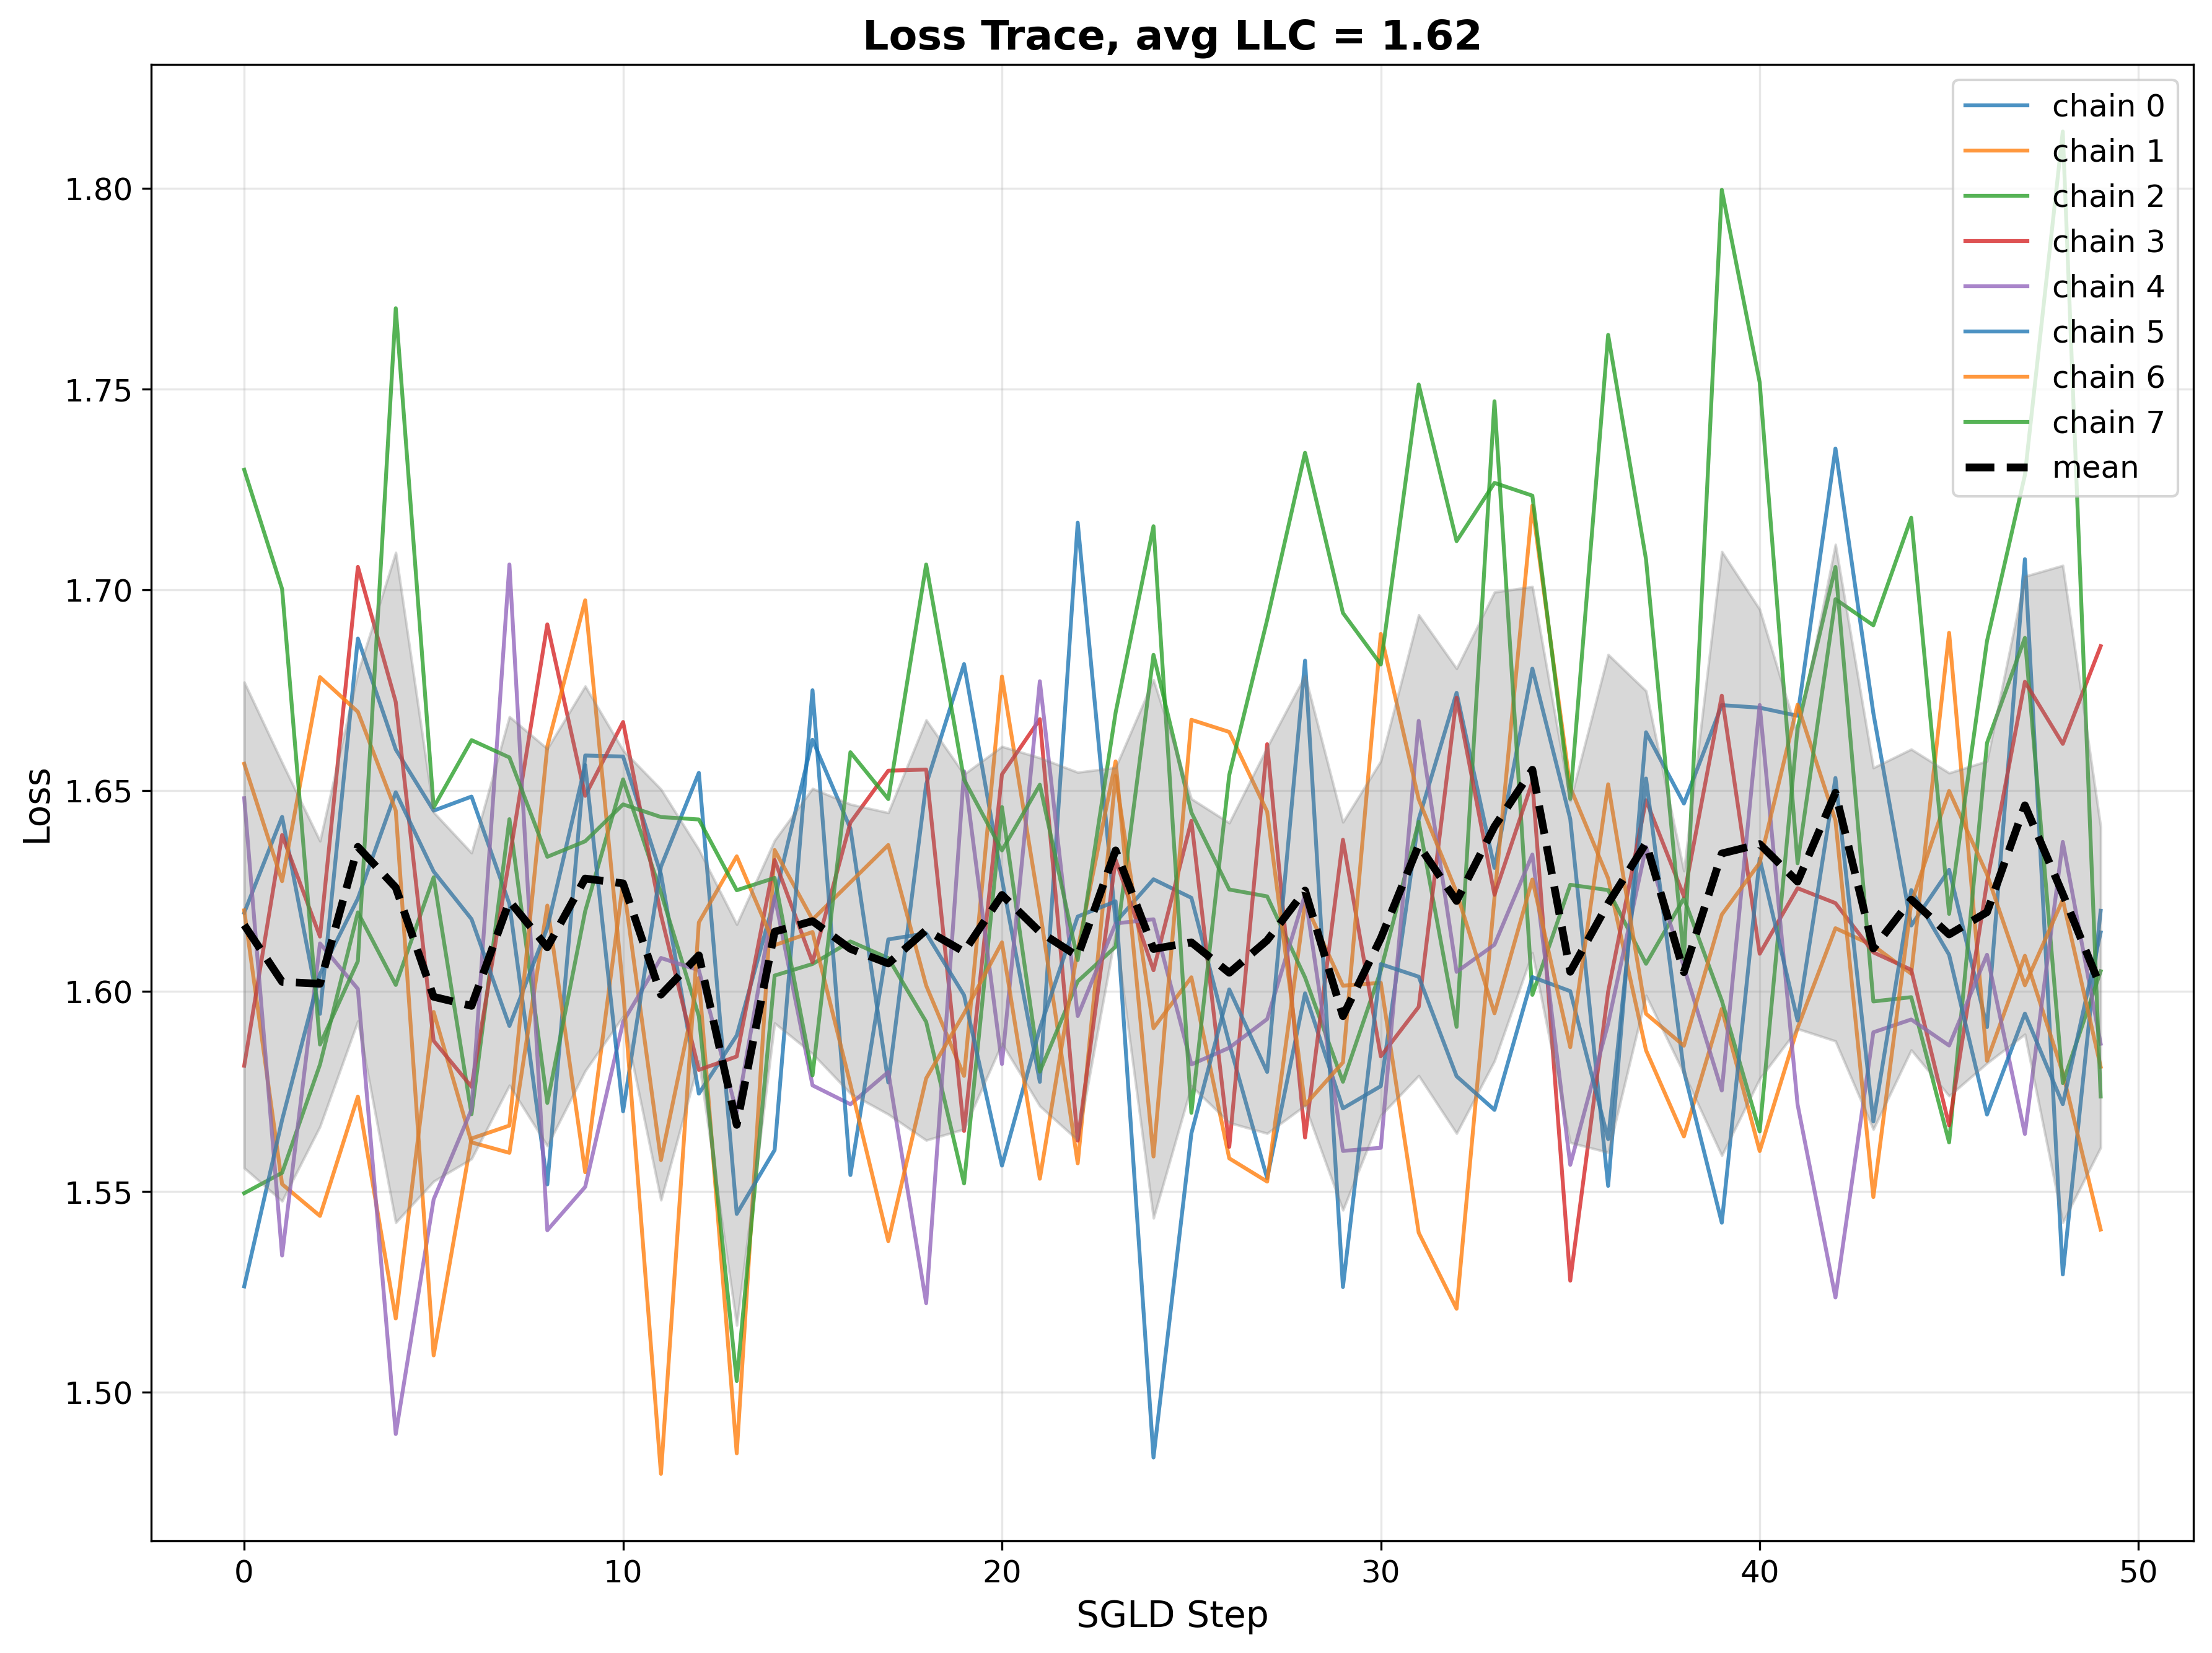 Loss Trace, avg LLC = 1.62
chain 0
chain 1
chain 2
chain 3
chain 4
chain 5
chain 6
chain 7
mean
Loss
1.80
1.75
1.70
1.65
1.60
1.55
1.50
0 10 20 30 40 50
SGLD Step